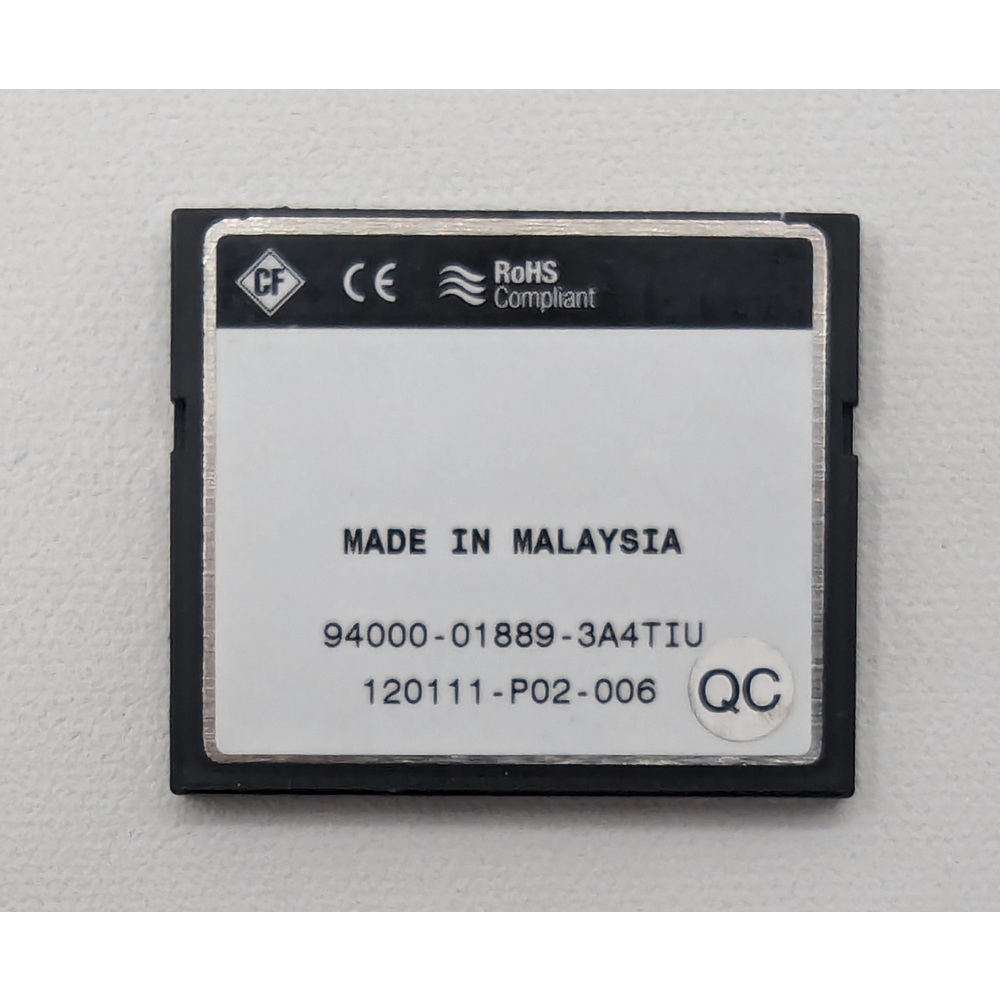 CF CE RoHS
Compliant
MADE IN MALAYSIA
94000-01889-3A4TIU
120111-P02-006
QC